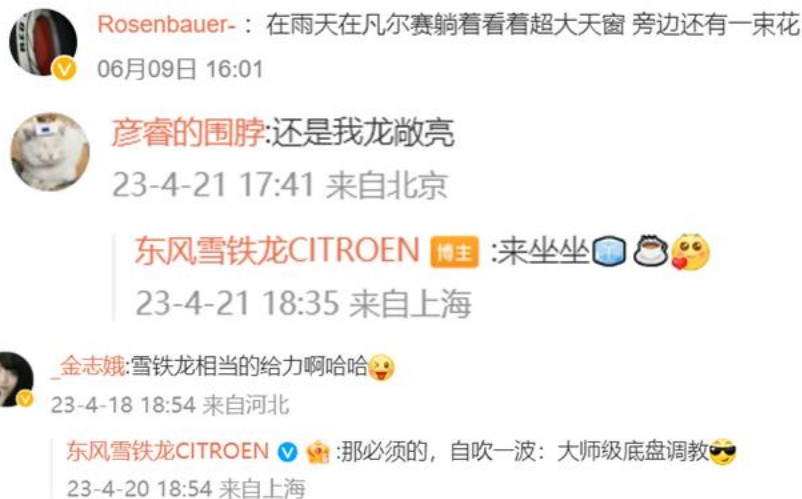 Rosenbauer-：在雨天在凡尔赛躺着看着超大天窗 旁边还有一束花
06月09日 16:01
彦睿的围脖:还是我龙敞亮
23-4-21 17:41 来自北京
东风雪铁龙CITROEN 博主 :来坐坐
23-4-21 18:35 来自上海
_金志娥:雪铁龙相当的给力啊哈哈
23-4-18 18:54 来自河北
东风雪铁龙CITROEN :那必须的，自吹一波：大师级底盘调教
23-4-20 18:54 来自上海